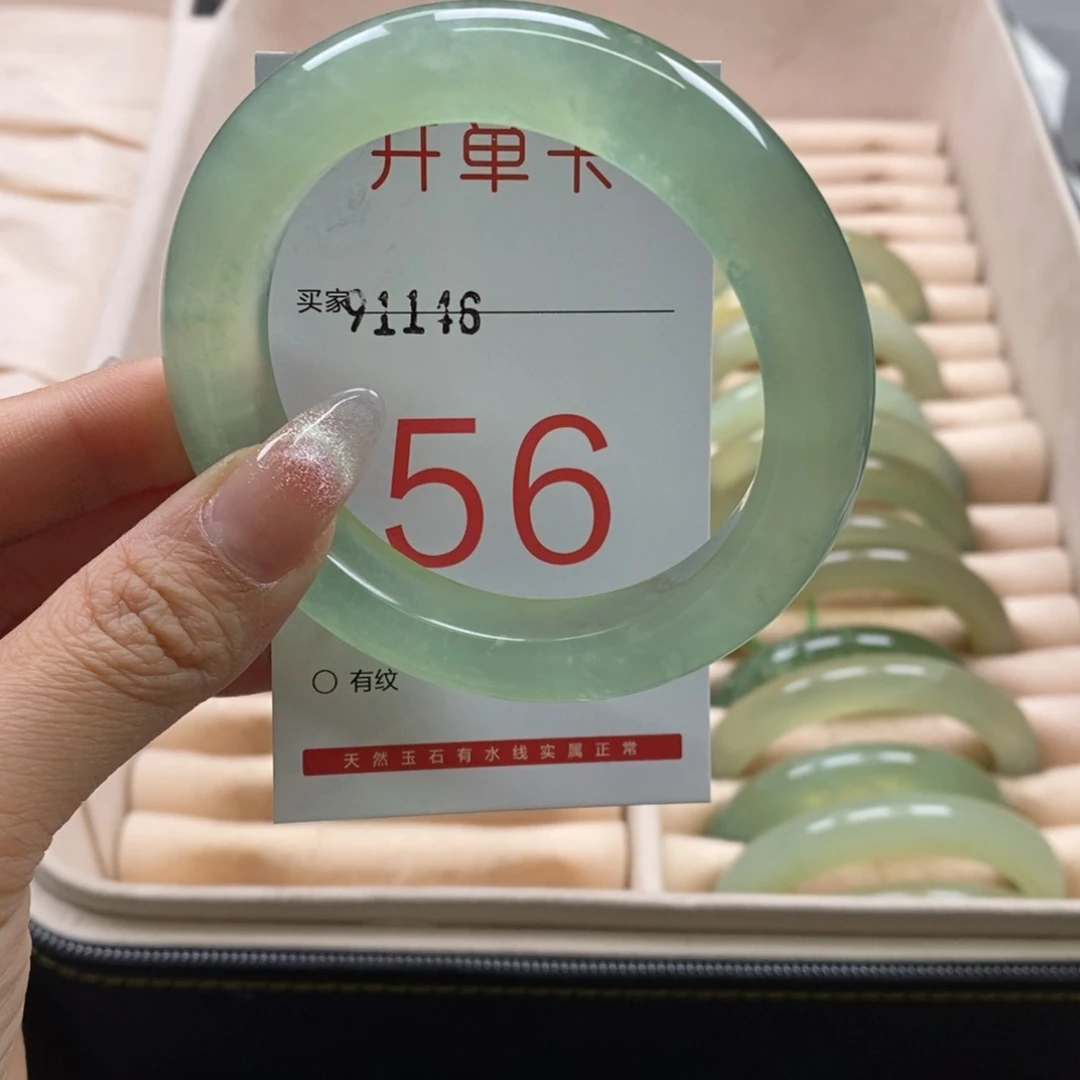 开单卡
买家91146
56
〇 有纹
天然玉石有水线实属正常